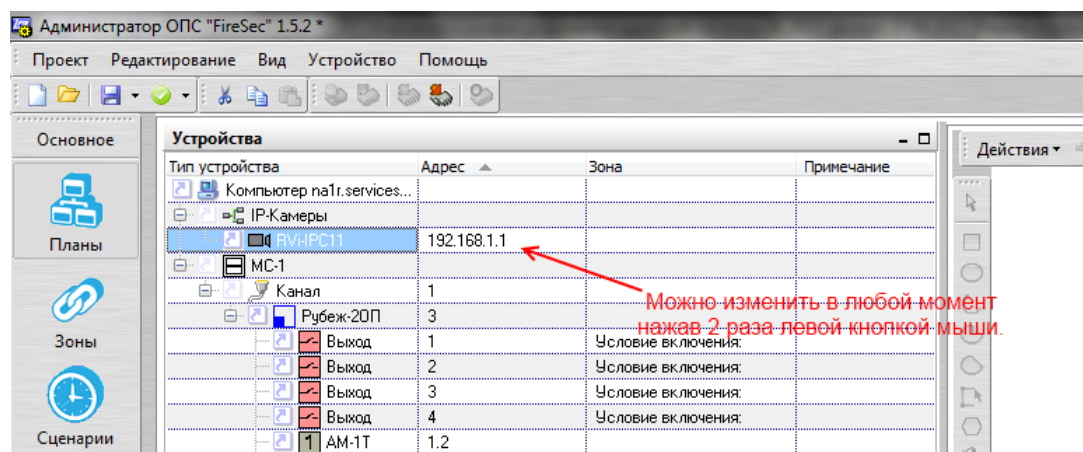 Администратор ОПС "FireSec" 1.5.2 *
Проект Редактирование Вид Устройство Помощь
Основное
Устройства
Действия
Тип устройства Адрес Зона Примечание
Компьютер na1r.services...
IP-Камеры
RVi-IPC11 192.168.1.1
Планы
МС-1
Канал 1
Можно изменить в любой момент
Рубеж-2ОП 3
нажав 2 раза левой кнопкой мыши.
Зоны
Выход 1 Условие включения:
Выход 2 Условие включения:
Выход 3 Условие включения:
Выход 4 Условие включения:
Сценарии
1 АМ-1Т 1.2